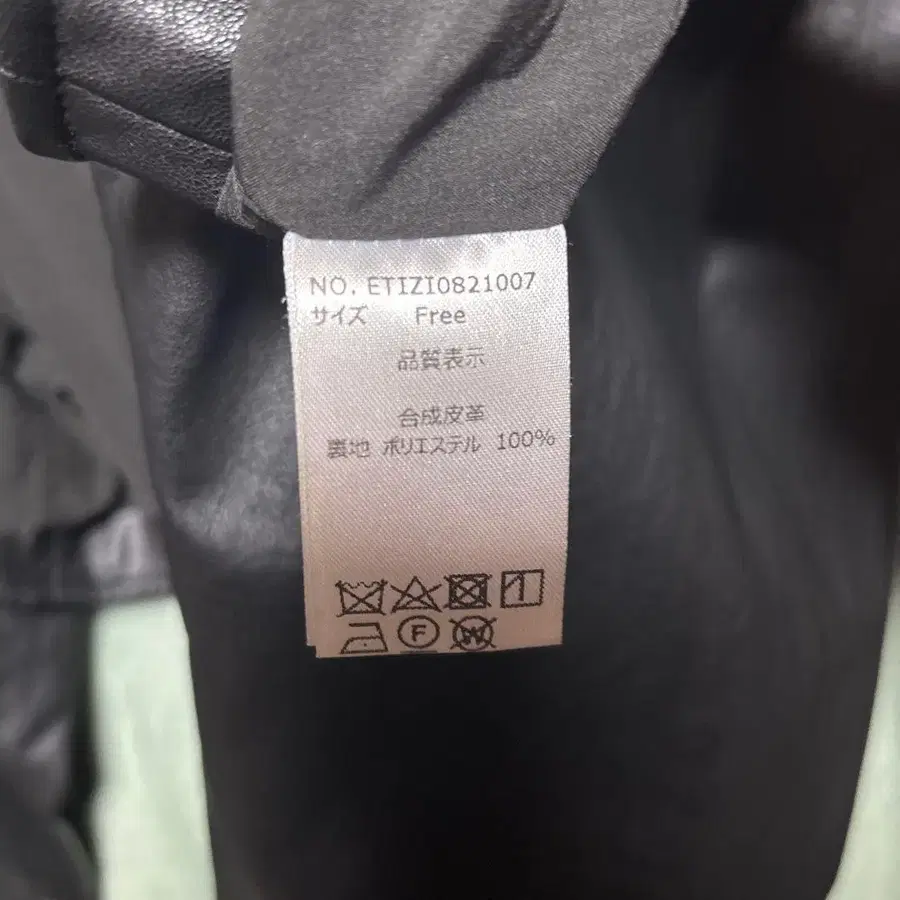 NO. ETIZI0821007
サイズ Free
品質表示
合成皮革
裏地 ポリエステル 100%
F W